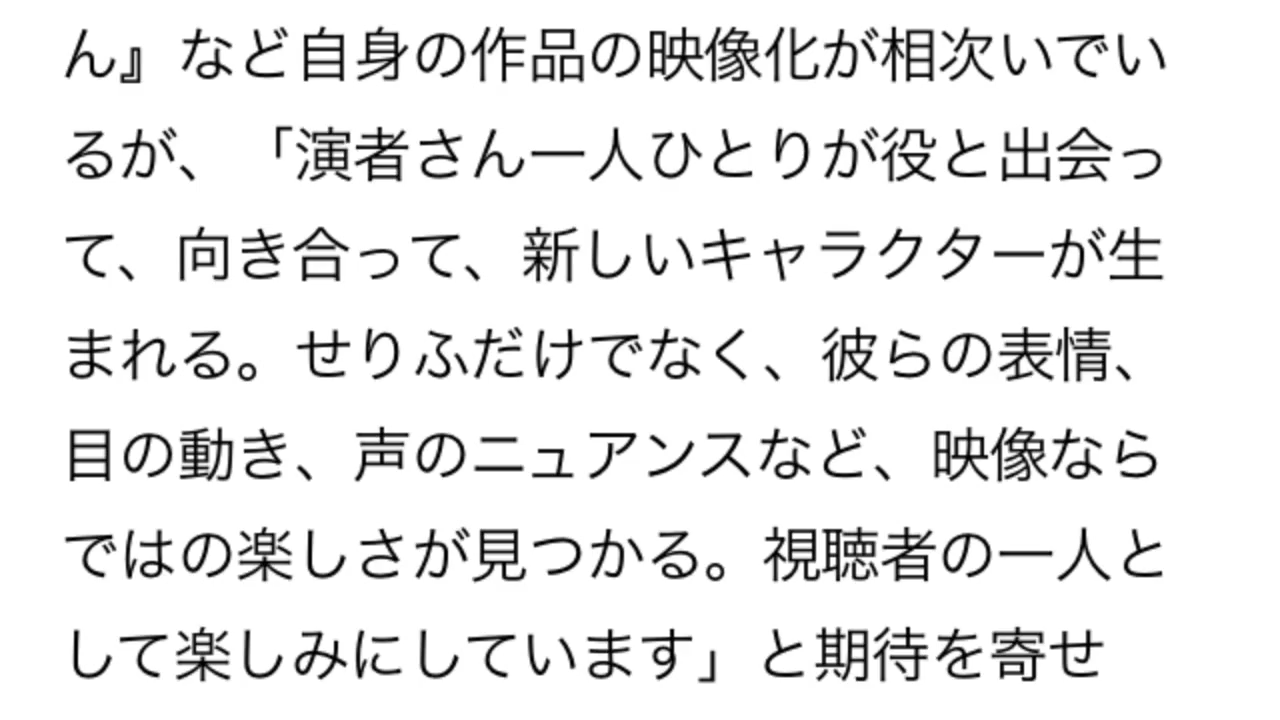 ん』など自身の作品の映像化が相次いでい
るが、「演者さん一人ひとりが役と出会っ
て、向き合って、新しいキャラクターが生
まれる。せりふだけでなく、彼らの表情、
目の動き、声のニュアンスなど、映像なら
ではの楽しさが見つかる。視聴者の一人と
して楽しみにしています」と期待を寄せ